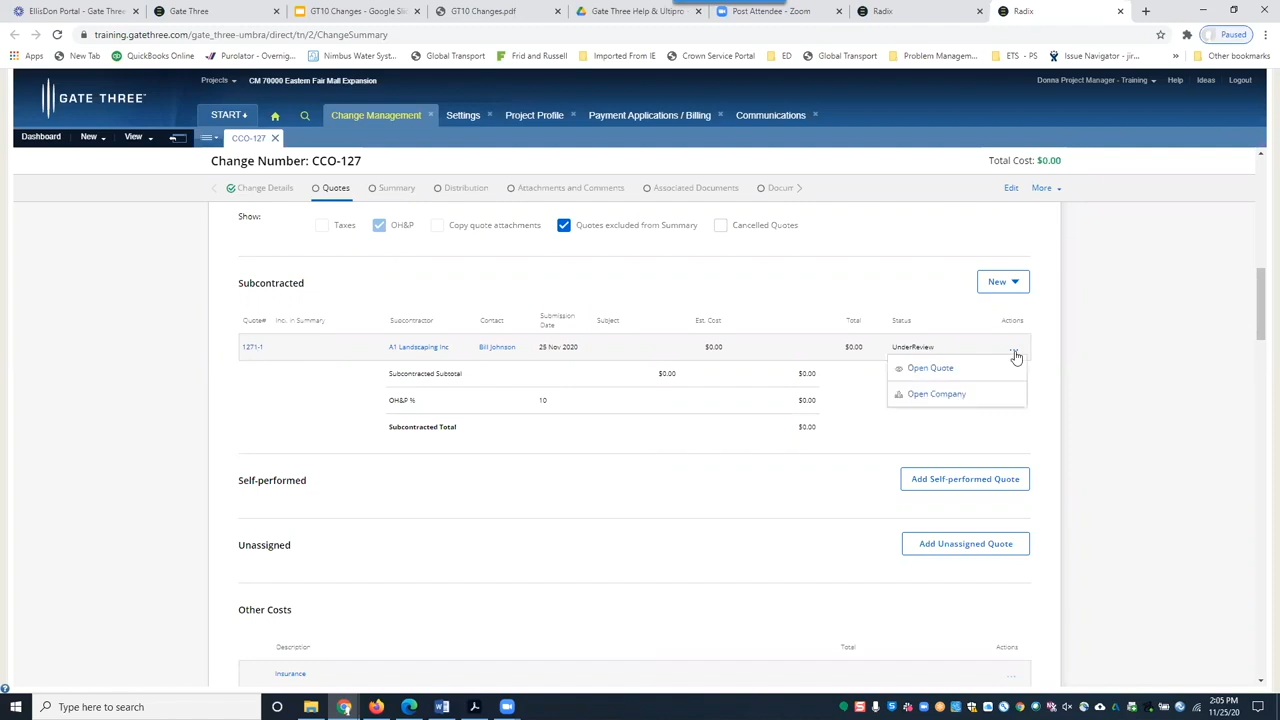 EllisDon Portal - Dashboard
Gate Three
GT10 Changes - Google Sli
GT10 Changes.pdf
Gate Three Help & Ultipro
Post Attendee - Zoom
Radix
Radix
training.gatethree.com/gate_three-umbra/direct/tn/2/ChangeSummary
Paused
Apps
New Tab
QuickBooks Online
Purolator - Overnig...
Nimbus Water Syst...
Global Transport
Frid and Russell
Imported From IE
Crown Service Portal
ED
Global Transport
Problem Managem...
ETS - PS
Issue Navigator - jir...
Other bookmarks
GATE THREE
Projects
CM 70000 Eastern Fair Mall Expansion
Donna Project Manager - Training
Help
Ideas
Logout
START
Change Management
Settings
Project Profile
Payment Applications / Billing
Communications
Dashboard
New
View
CCO-127
Change Number: CCO-127
Total Cost: $0.00
Change Details
Quotes
Summary
Distribution
Attachments and Comments
Associated Documents
Docum
Edit
More
Show:
Taxes
OH&P
Copy quote attachments
Quotes excluded from Summary
Cancelled Quotes
Subcontracted
New
Quote# Incl. in Summary Subcontractor Contact Submission Date Subject Est. Cost Total Status Actions
1271-1 A1 Landscaping Inc Bill Johnson 25 Nov 2020 $0.00 $0.00 UnderReview
Open Quote
Open Company
Subcontracted Subtotal $0.00 $0.00
OH&P % 10 $0.00
Subcontracted Total $0.00
Self-performed
Add Self-performed Quote
Unassigned
Add Unassigned Quote
Other Costs
Description Total Actions
Insurance
Type here to search
2:05 PM
11/25/20